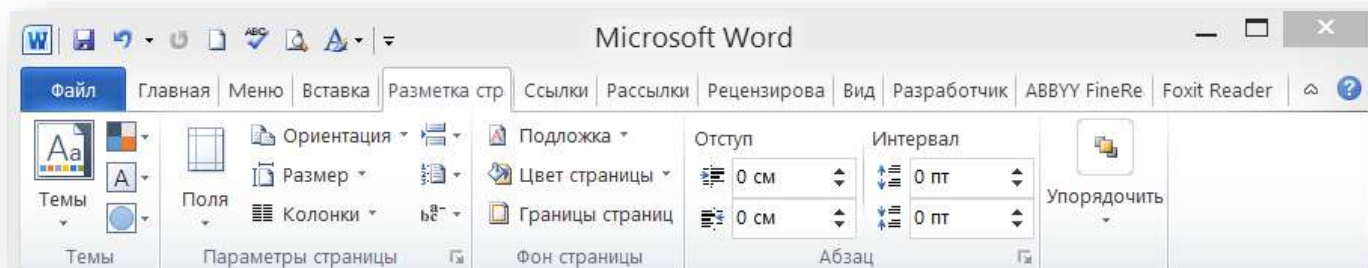 Microsoft Word
Файл Главная Меню Вставка Разметка стр Ссылки Рассылки Рецензирова Вид Разработчик ABBYY FineRe Foxit Reader
Ориентация Подложка Отступ Интервал
Темы Поля Размер Цвет страницы 0 см 0 пт Упорядочить
Колонки Границы страниц 0 см 0 пт
Темы Параметры страницы Фон страницы Абзац